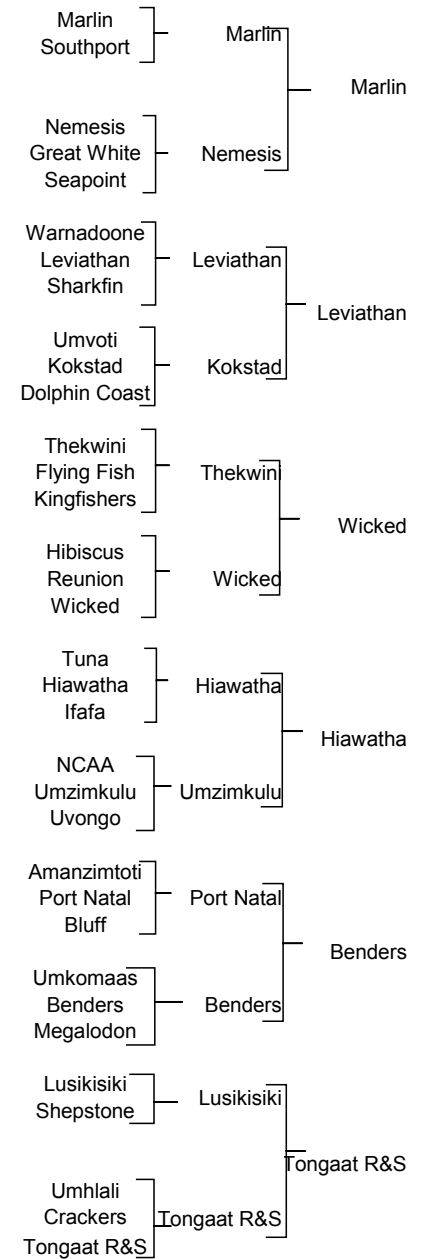 Marlin
Southport
Marlin
Marlin
Nemesis
Great White
Seapoint
Nemesis
Warnadoone
Leviathan
Sharkfin
Leviathan
Leviathan
Umvoti
Kokstad
Dolphin Coast
Kokstad
Thekwini
Flying Fish
Kingfishers
Thekwini
Wicked
Hibiscus
Reunion
Wicked
Wicked
Tuna
Hiawatha
Ifafa
Hiawatha
Hiawatha
NCAA
Umzimkulu
Uvongo
Umzimkulu
Amanzimtoti
Port Natal
Bluff
Port Natal
Benders
Umkomaas
Benders
Megalodon
Benders
Lusikisiki
Shepstone
Lusikisiki
Tongaat R&S
Umhlali
Crackers
Tongaat R&S
Tongaat R&S